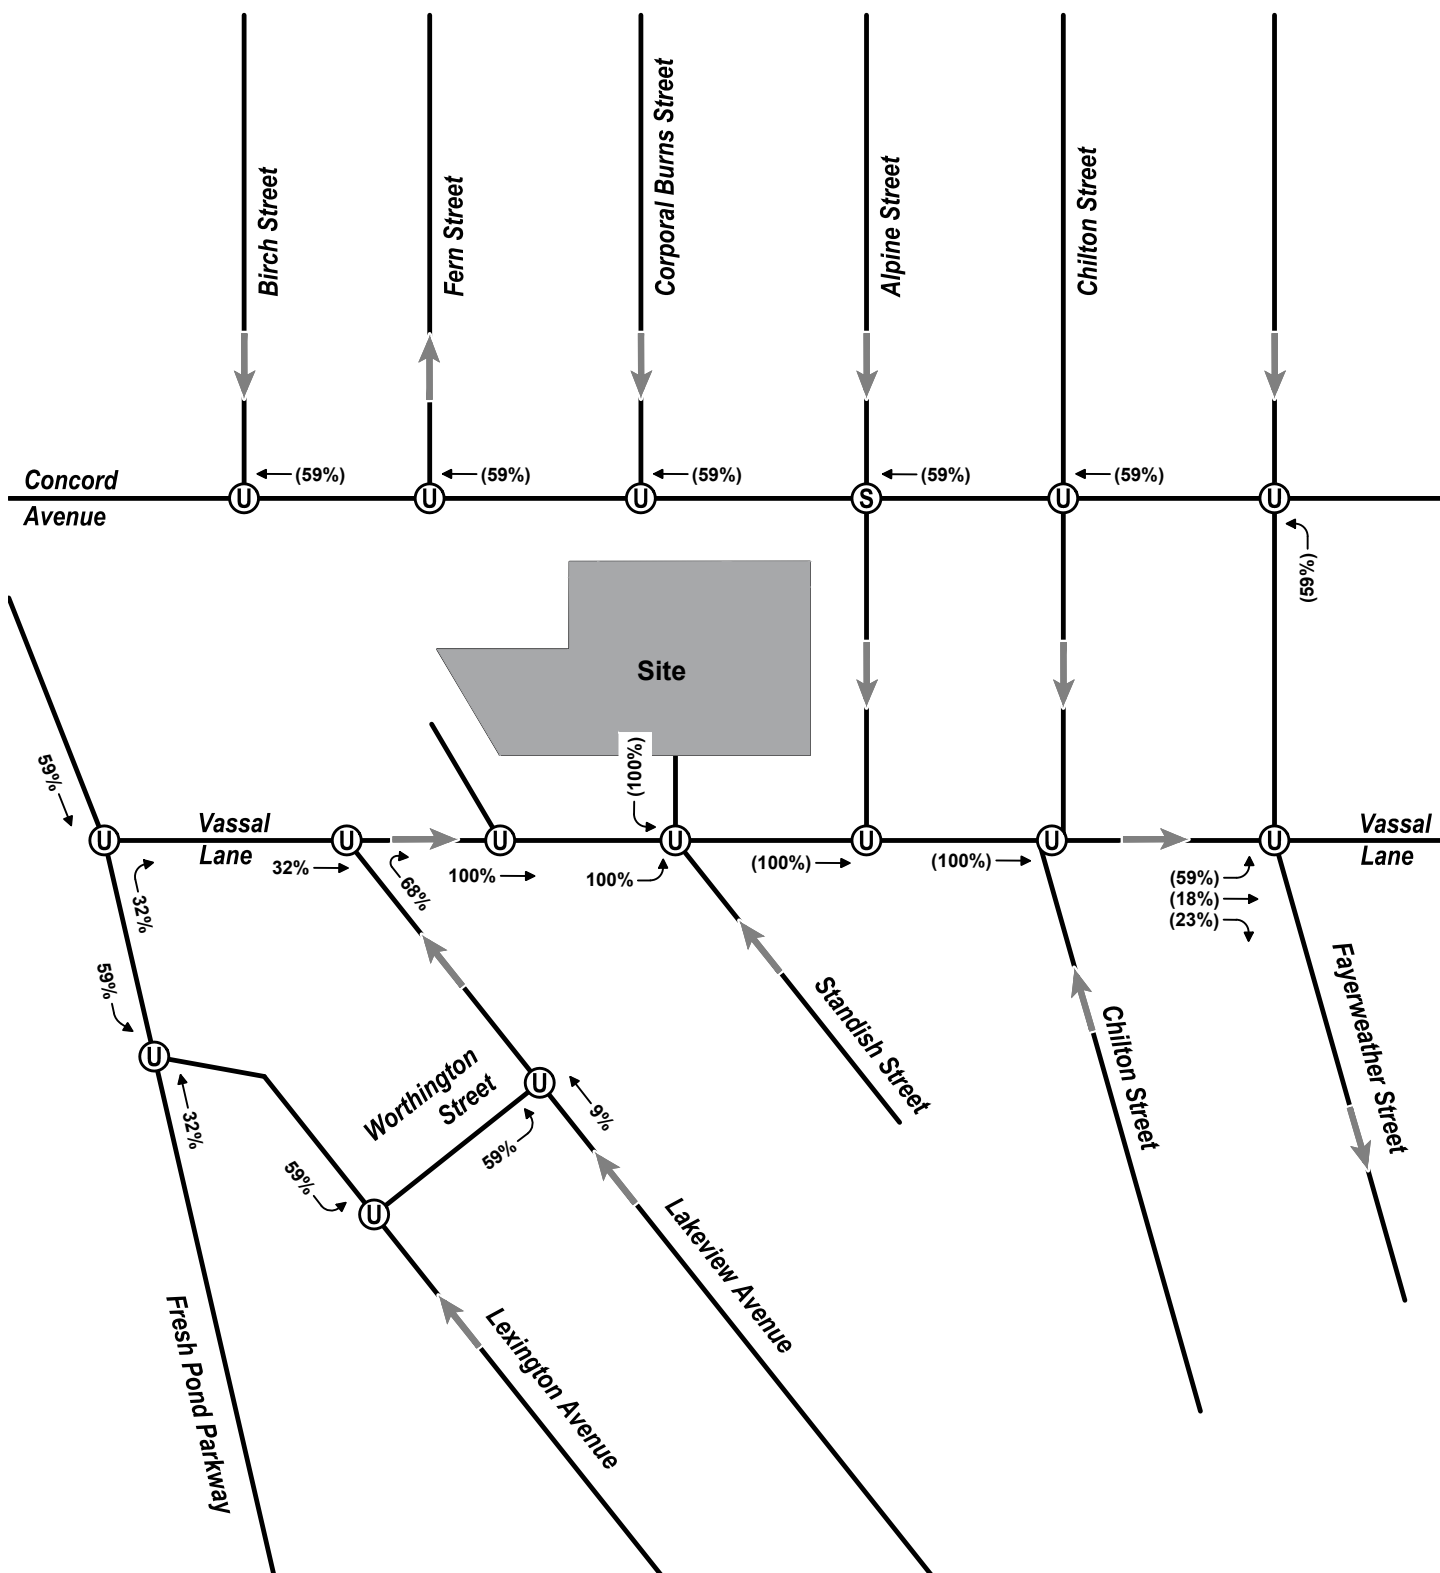 Birch Street
Fern Street
Corporal Burns Street
Alpine Street
Chilton Street
Concord
Avenue
(59%)
(59%)
(59%)
(59%)
(59%)
U
U
U
S
U
U
(59%)
Site
(100%)
59%
Vassal
Lane
Vassal
Lane
U
U
U
U
U
U
U
32%
32%
68%
100%
100%
(100%)
(100%)
(59%)
(18%)
(23%)
59%
U
32%
Worthington
Street
U
9%
59%
59%
U
Standish Street
Chilton Street
Fayerweather Street
Lakeview Avenue
Lexington Avenue
Fresh Pond Parkway